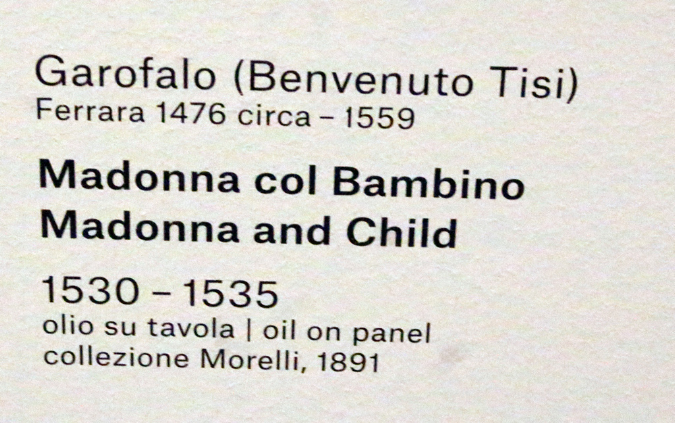 Garofalo (Benvenuto Tisi)
Ferrara 1476 circa – 1559
Madonna col Bambino
Madonna and Child
1530 – 1535
olio su tavola | oil on panel
collezione Morelli, 1891